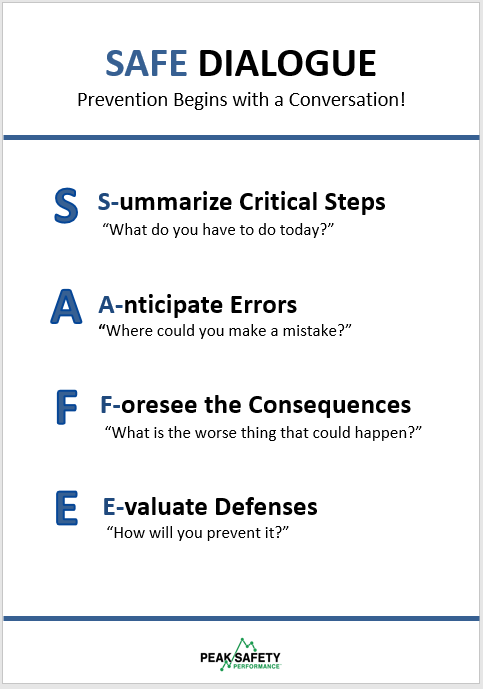 SAFE DIALOGUE
Prevention Begins with a Conversation!
S S-ummarize Critical Steps
“What do you have to do today?”
A A-nticipate Errors
“Where could you make a mistake?”
F F-oresee the Consequences
“What is the worse thing that could happen?”
E E-valuate Defenses
“How will you prevent it?”
PEAK SAFETY
PERFORMANCE